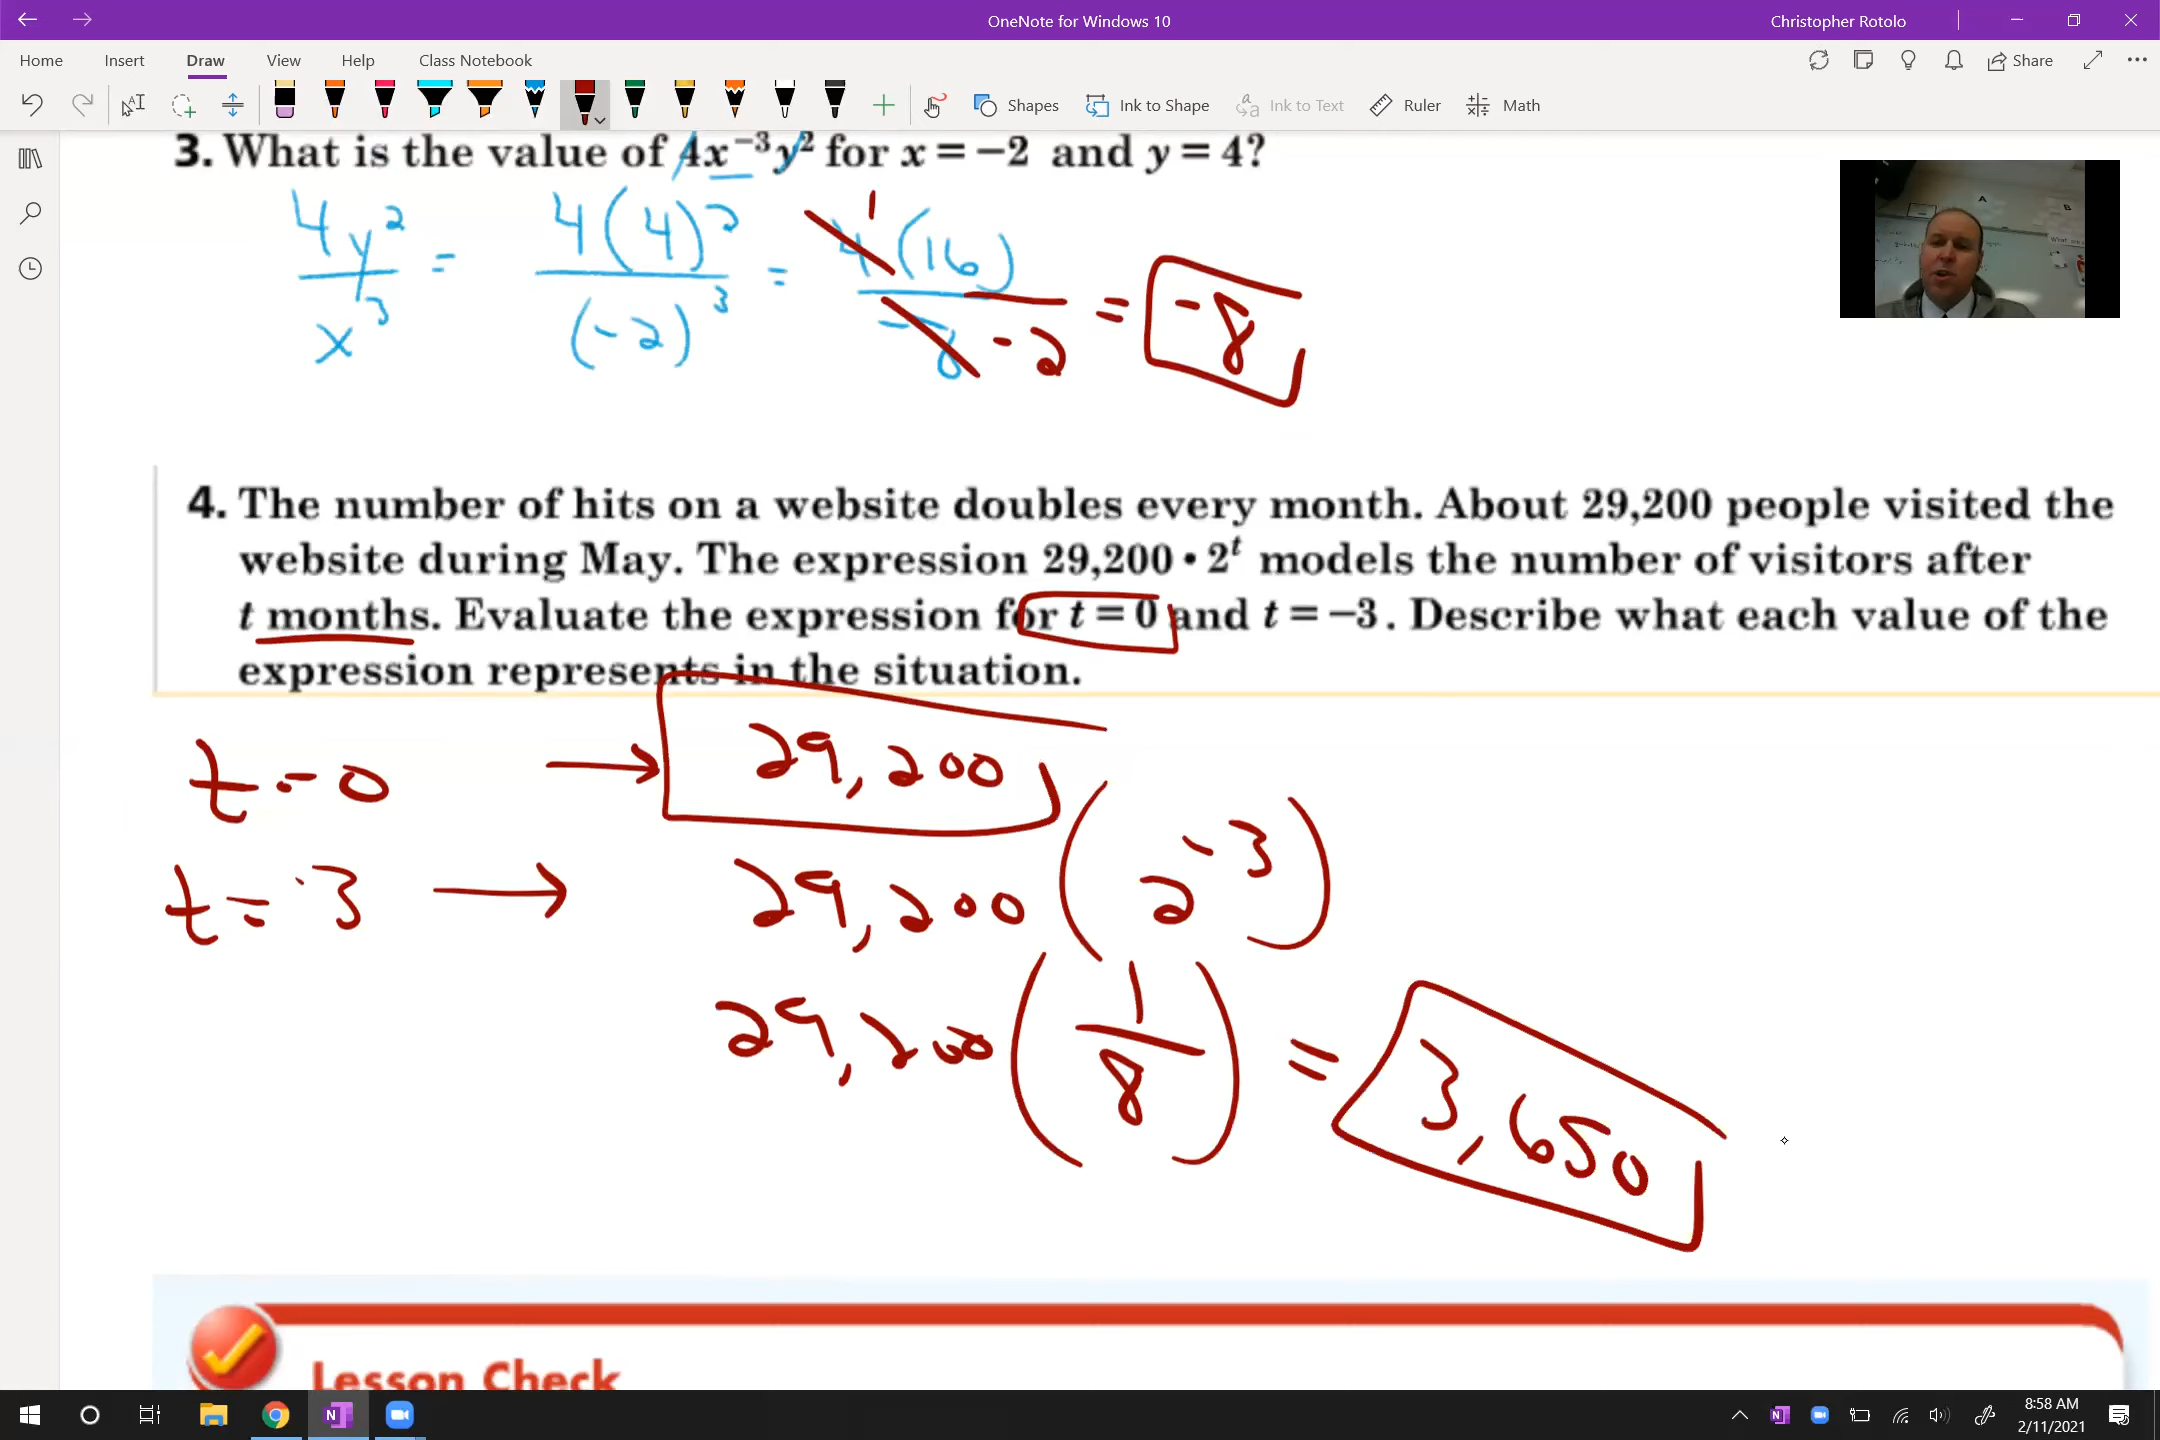 OneNote for Windows 10
Christopher Rotolo
Home Insert Draw View Help Class Notebook
Share
Shapes Ink to Shape Ink to Text Ruler Math
3. What is the value of 4x⁻³y² for x = −2 and y = 4?
4y²/x³ = 4(4)²/(-2)³ = 4(16)/-8 1 -2 = -8
4. The number of hits on a website doubles every month. About 29,200 people visited the
website during May. The expression 29,200 • 2ᵗ models the number of visitors after
t months. Evaluate the expression for t = 0 and t = −3. Describe what each value of the
expression represents in the situation.
t = 0 → 29,200
t = -3 → 29,200 (2⁻³)
29,200 (1/8) = 3,650
Lesson Check
8:58 AM
2/11/2021